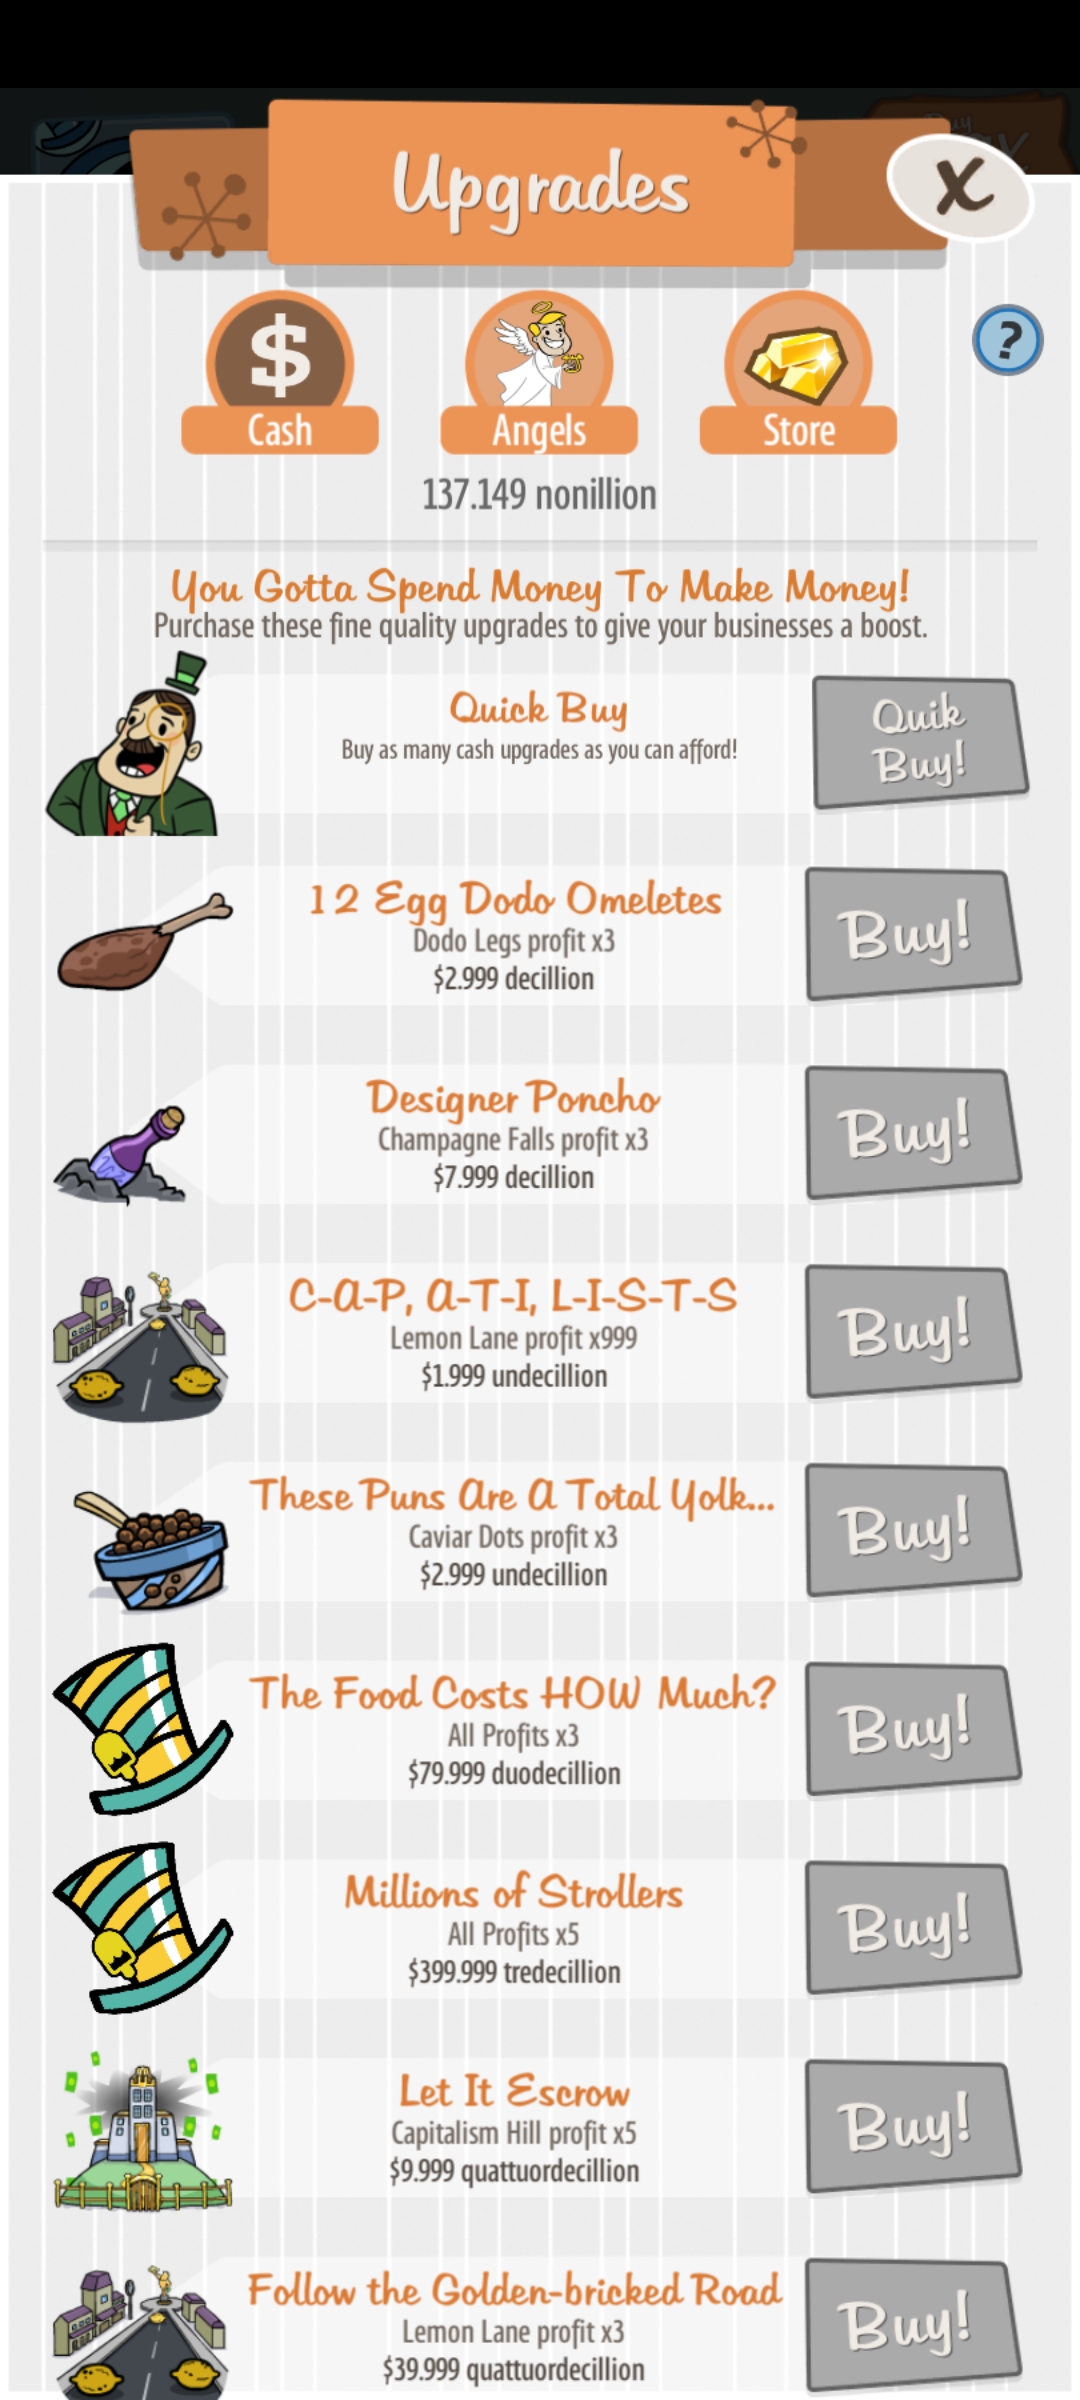 Upgrades
X
?
Cash
Angels
Store
137.149 nonillion
You Gotta Spend Money To Make Money!
Purchase these fine quality upgrades to give your businesses a boost.
Quick Buy
Buy as many cash upgrades as you can afford!
Quik
Buy!
12 Egg Dodo Omeletes
Dodo Legs profit x3
$2.999 decillion
Buy!
Designer Poncho
Champagne Falls profit x3
$7.999 decillion
Buy!
C-A-P, A-T-I, L-I-S-T-S
Lemon Lane profit x999
$1.999 undecillion
Buy!
These Puns Are A Total Yolk...
Caviar Dots profit x3
$2.999 undecillion
Buy!
The Food Costs HOW Much?
All Profits x3
$79.999 duodecillion
Buy!
Millions of Strollers
All Profits x5
$399.999 tredecillion
Buy!
Let It Escrow
Capitalism Hill profit x5
$9.999 quattuordecillion
Buy!
Follow the Golden-bricked Road
Lemon Lane profit x3
$39.999 quattuordecillion
Buy!